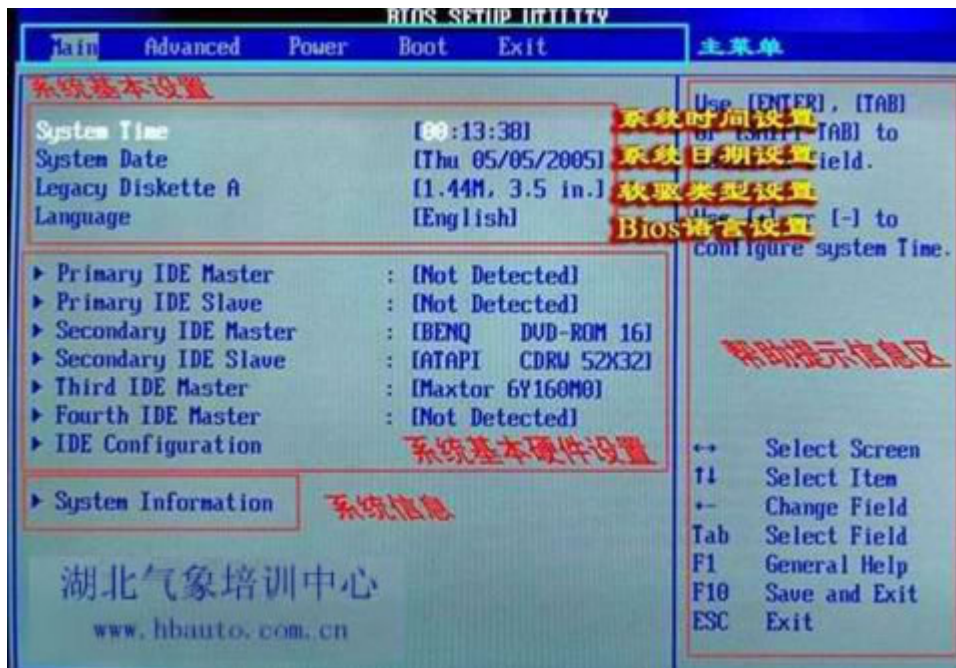 BIOS SETUP UTILITY
Main Advanced Power Boot Exit 主菜单
系统基本设置
System Time [00:13:38] 系统时间设置
System Date [Thu 05/05/2005] 系统日期设置
Legacy Diskette A [1.44M, 3.5 in.] 软驱类型设置
Language [English] Bios语言设置
▶ Primary IDE Master : [Not Detected]
▶ Primary IDE Slave : [Not Detected]
▶ Secondary IDE Master : [BENQ DVD-ROM 16]
▶ Secondary IDE Slave : [ATAPI CDRW 52X32]
▶ Third IDE Master : [Maxtor 6Y160M0]
▶ Fourth IDE Master : [Not Detected]
▶ IDE Configuration
系统基本硬件设置
▶ System Information
系统信息
湖北气象培训中心
www.hbauto.com.cn
Use [ENTER], [TAB]
or [SHIFT-TAB] to
ield.
Use [+] or [-] to
configure system Time.
帮助提示信息区
↔ Select Screen
↑↓ Select Item
+- Change Field
Tab Select Field
F1 General Help
F10 Save and Exit
ESC Exit